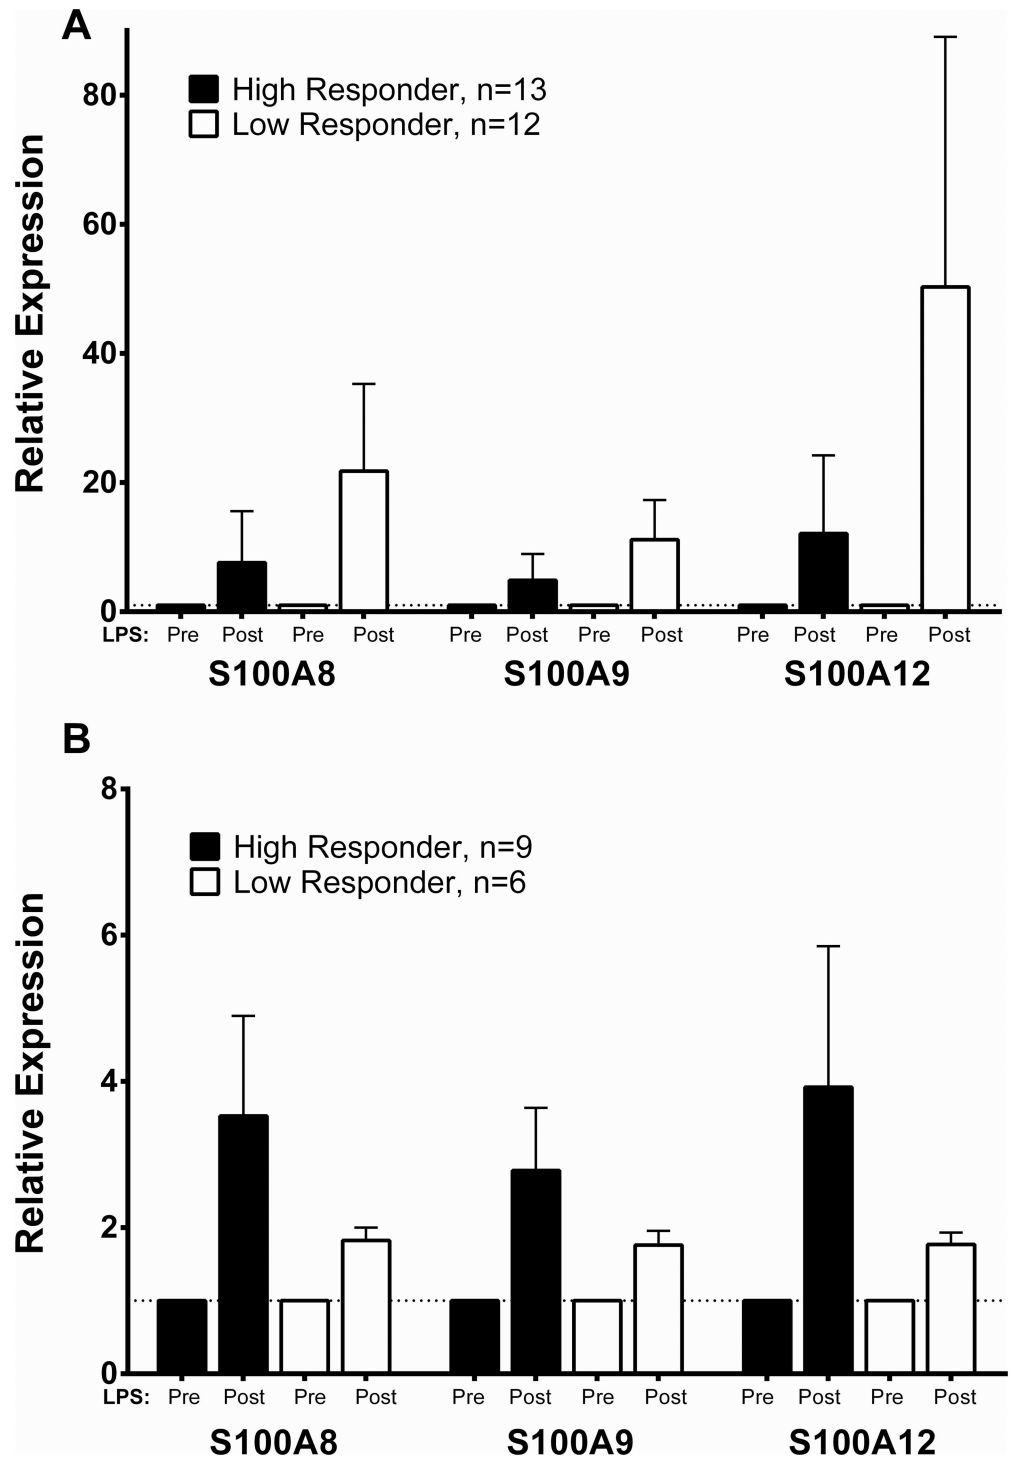 A
Relative Expression
80
60
40
20
0
High Responder, n=13
Low Responder, n=12
LPS: Pre Post Pre Post Pre Post Pre Post Pre Post Pre Post
S100A8 S100A9 S100A12
B
Relative Expression
8
6
4
2
0
High Responder, n=9
Low Responder, n=6
LPS: Pre Post Pre Post Pre Post Pre Post Pre Post Pre Post
S100A8 S100A9 S100A12